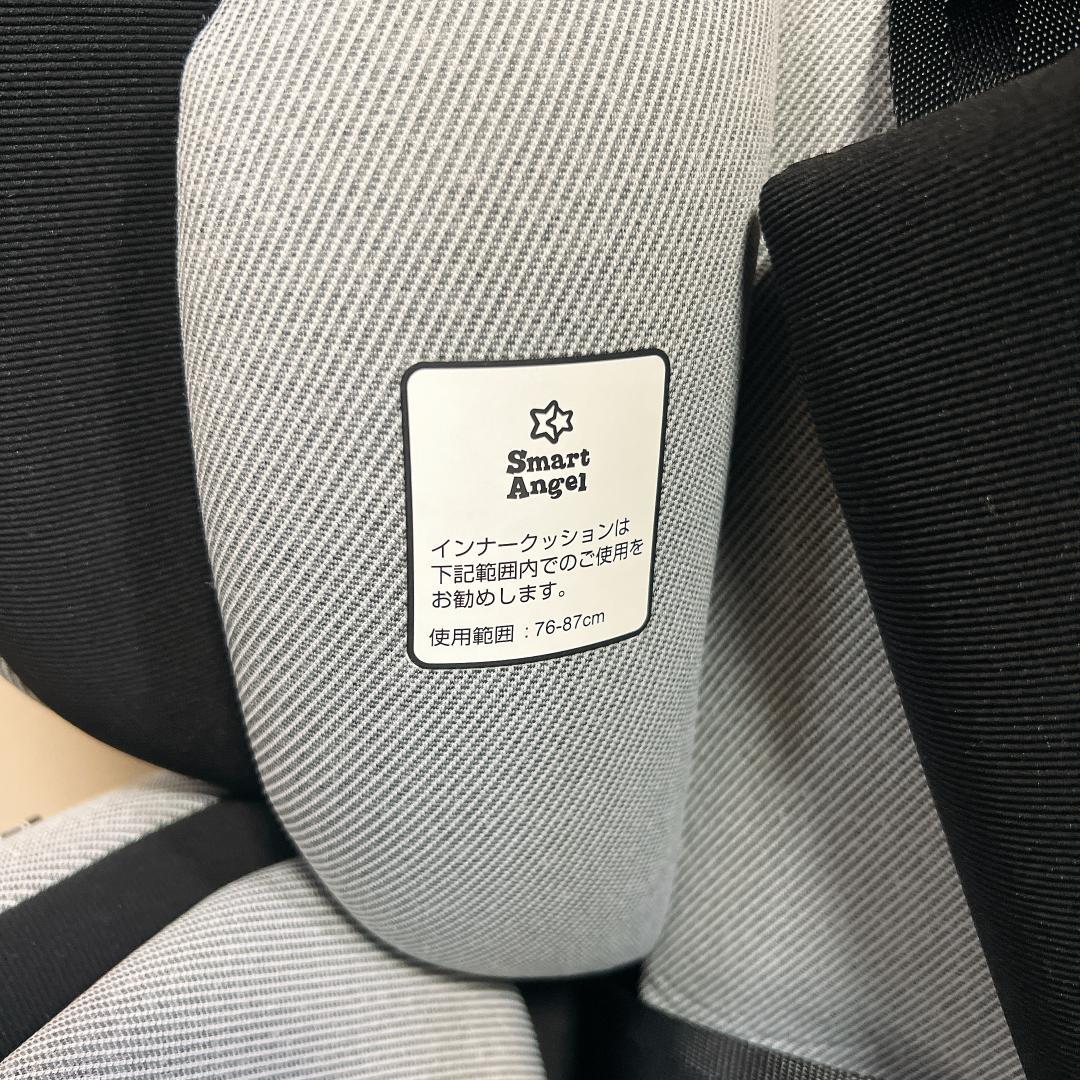 Smart
Angel
インナークッションは
下記範囲内でのご使用を
お勧めします。
使用範囲：76-87cm